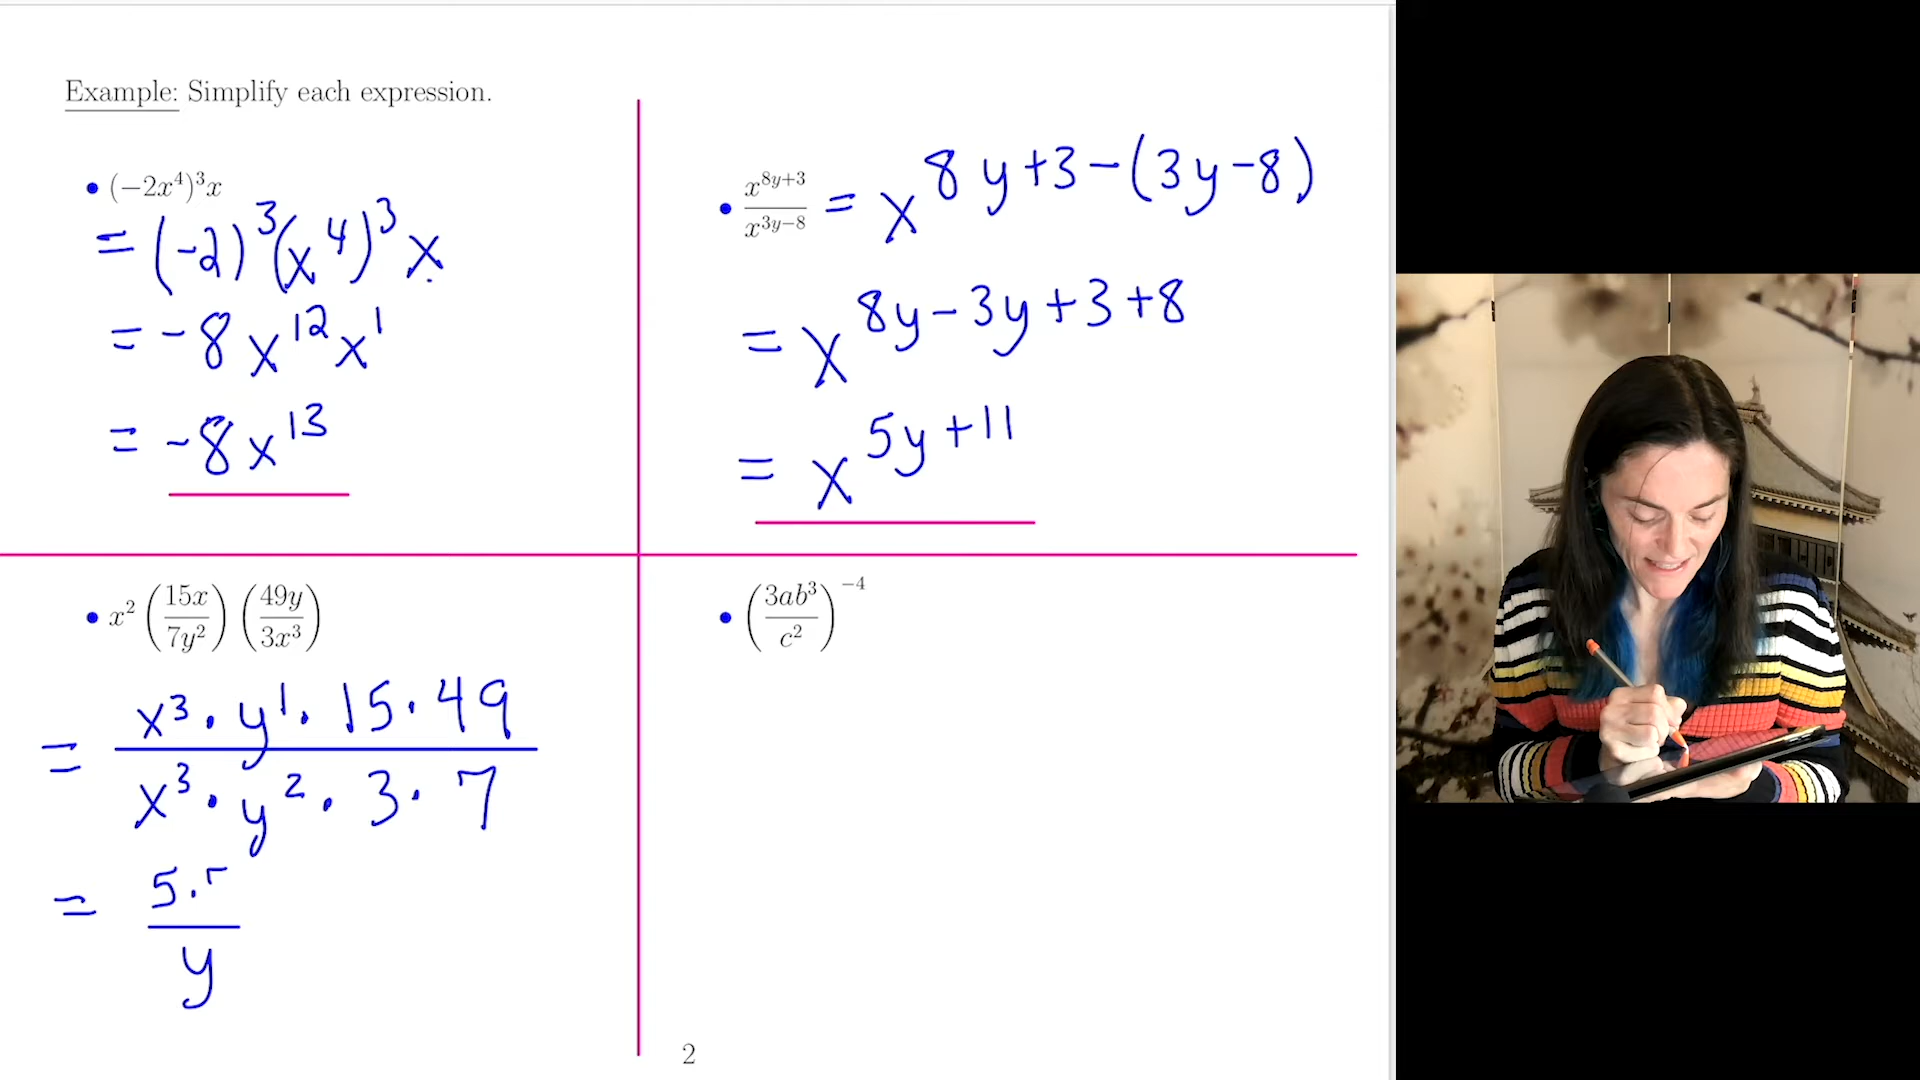 Example: Simplify each expression.
• (−2x⁴)³x
= (-2)³(x⁴)³x
= -8x¹²x¹
= -8x¹³
• x^{8y+3} / x^{3y−8} = x^{8y+3-(3y-8)}
= x^{8y-3y+3+8}
= x^{5y+11}
• x² (15x / 7y²) (49y / 3x³)
= x³ · y¹ · 15 · 49 / x³ · y² · 3 · 7
= 5 · / y
• (3ab³ / c²)⁻⁴
2